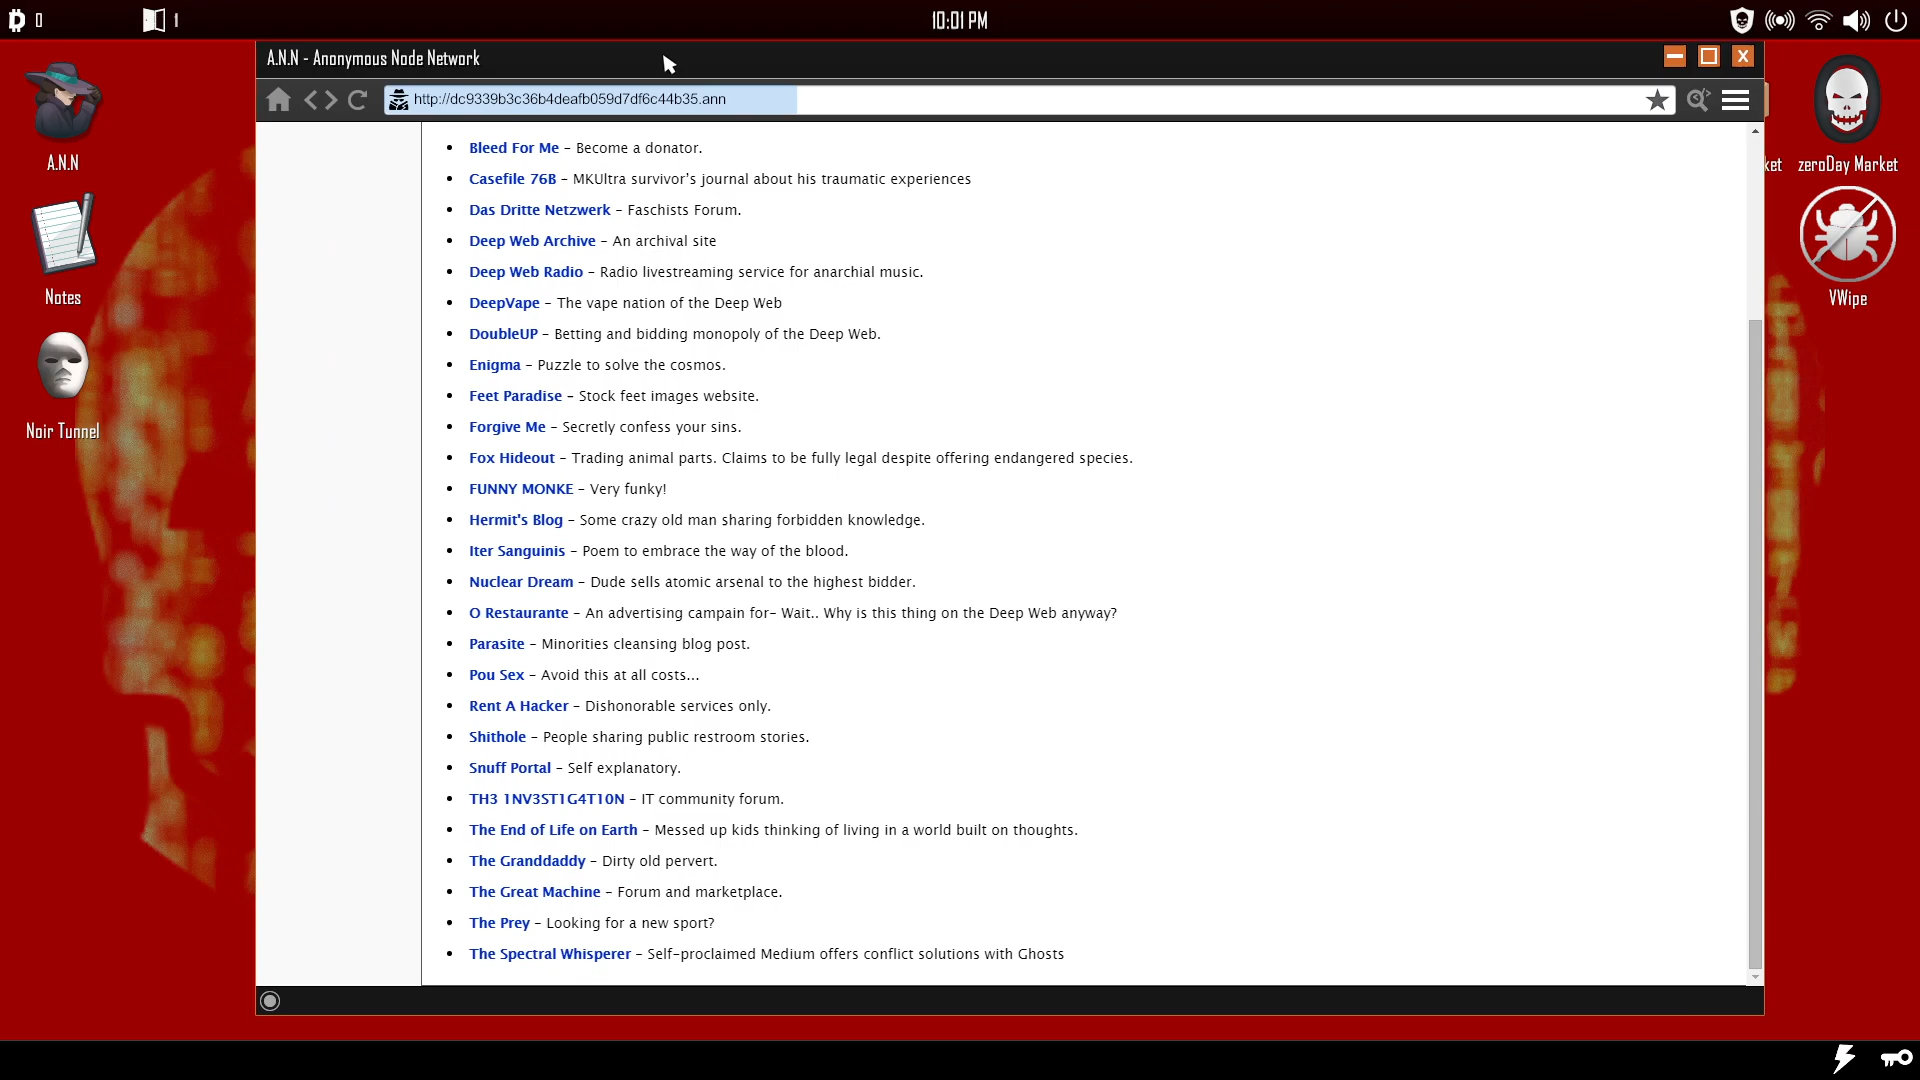 0
1
10:01 PM
A.N.N - Anonymous Node Network
http://dc9339b3c36b4deafb059d7df6c44b35.ann
A.N.N
Notes
Noir Tunnel
ket
zeroDay Market
VWipe
• Bleed For Me – Become a donator.
• Casefile 76B – MKUltra survivor's journal about his traumatic experiences
• Das Dritte Netzwerk – Faschists Forum.
• Deep Web Archive – An archival site
• Deep Web Radio – Radio livestreaming service for anarchial music.
• DeepVape – The vape nation of the Deep Web
• DoubleUP – Betting and bidding monopoly of the Deep Web.
• Enigma – Puzzle to solve the cosmos.
• Feet Paradise – Stock feet images website.
• Forgive Me – Secretly confess your sins.
• Fox Hideout – Trading animal parts. Claims to be fully legal despite offering endangered species.
• FUNNY MONKE – Very funky!
• Hermit's Blog – Some crazy old man sharing forbidden knowledge.
• Iter Sanguinis – Poem to embrace the way of the blood.
• Nuclear Dream – Dude sells atomic arsenal to the highest bidder.
• O Restaurante – An advertising campain for– Wait.. Why is this thing on the Deep Web anyway?
• Parasite – Minorities cleansing blog post.
• Pou Sex – Avoid this at all costs...
• Rent A Hacker – Dishonorable services only.
• Shithole – People sharing public restroom stories.
• Snuff Portal – Self explanatory.
• TH3 1NV3ST1G4T10N – IT community forum.
• The End of Life on Earth – Messed up kids thinking of living in a world built on thoughts.
• The Granddaddy – Dirty old pervert.
• The Great Machine – Forum and marketplace.
• The Prey – Looking for a new sport?
• The Spectral Whisperer – Self–proclaimed Medium offers conflict solutions with Ghosts